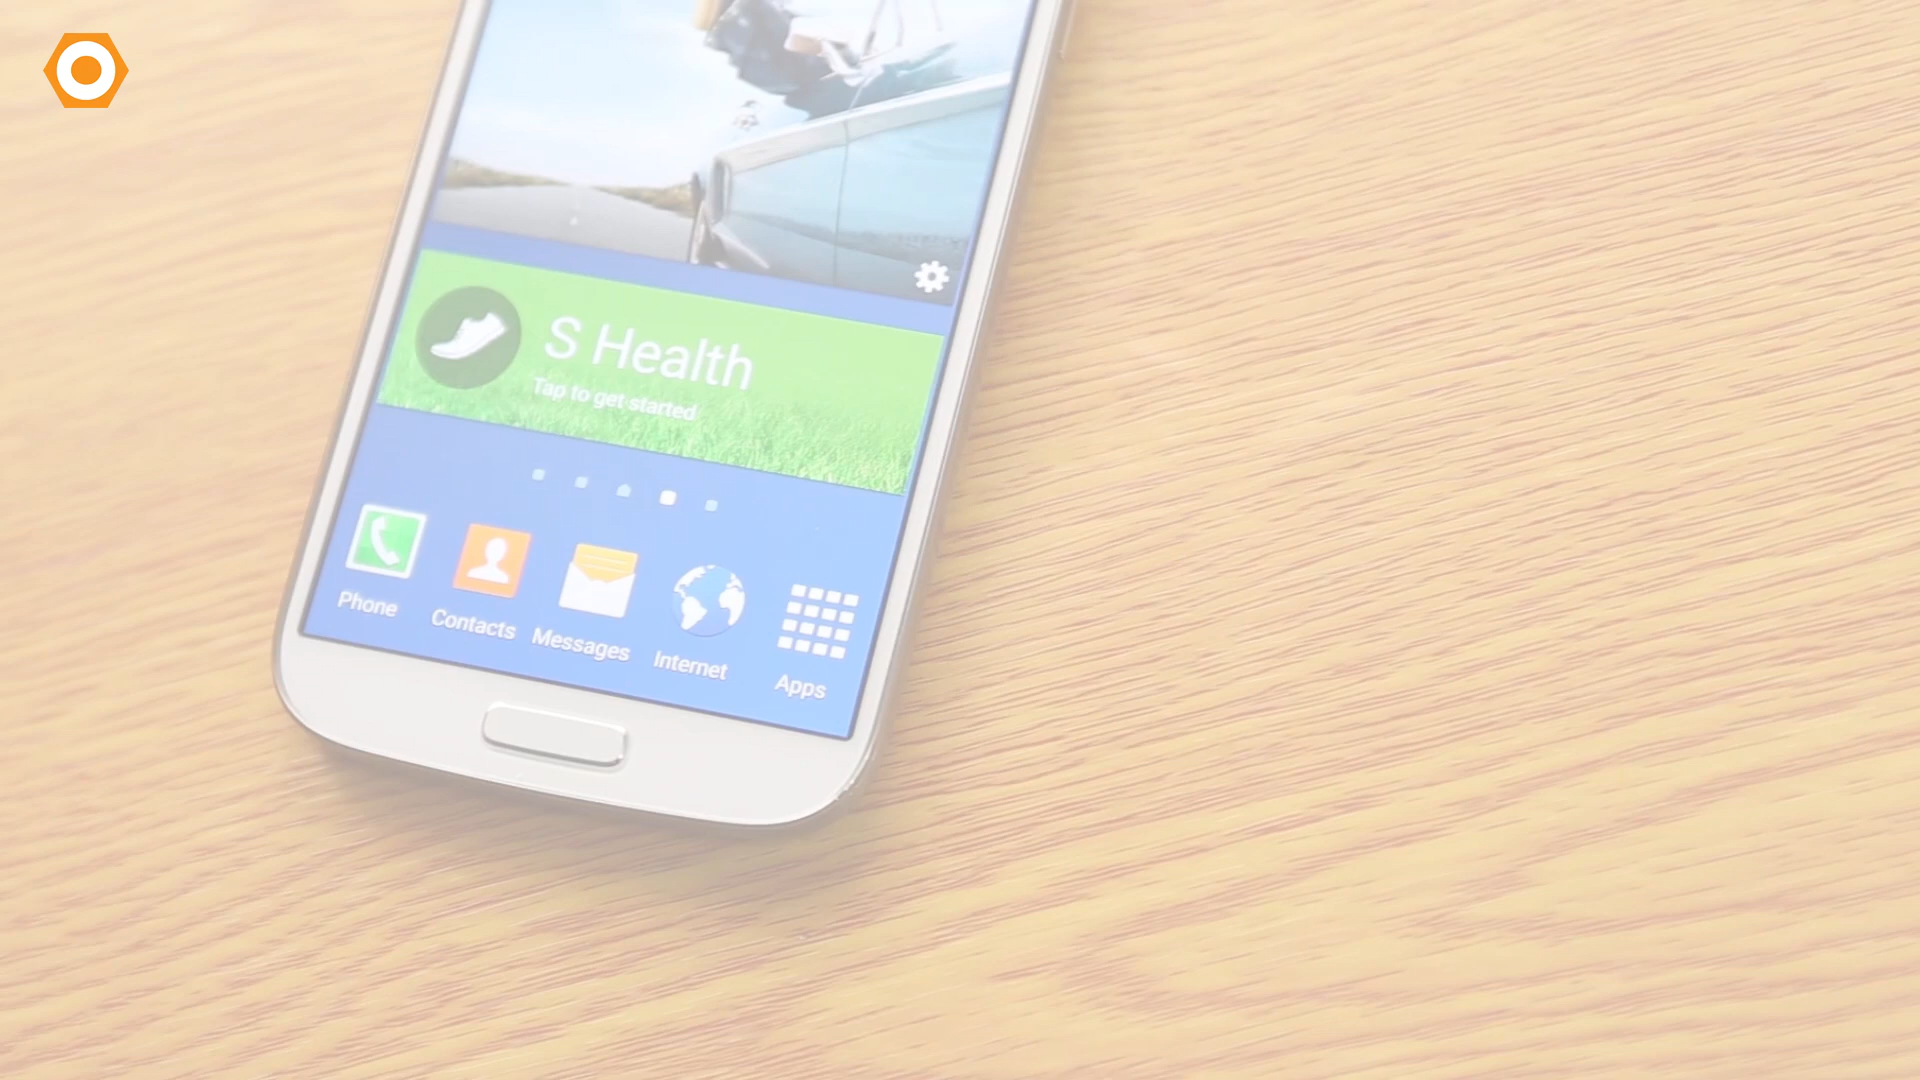 S Health
Tap to get started
Phone
Contacts
Messages
Internet
Apps